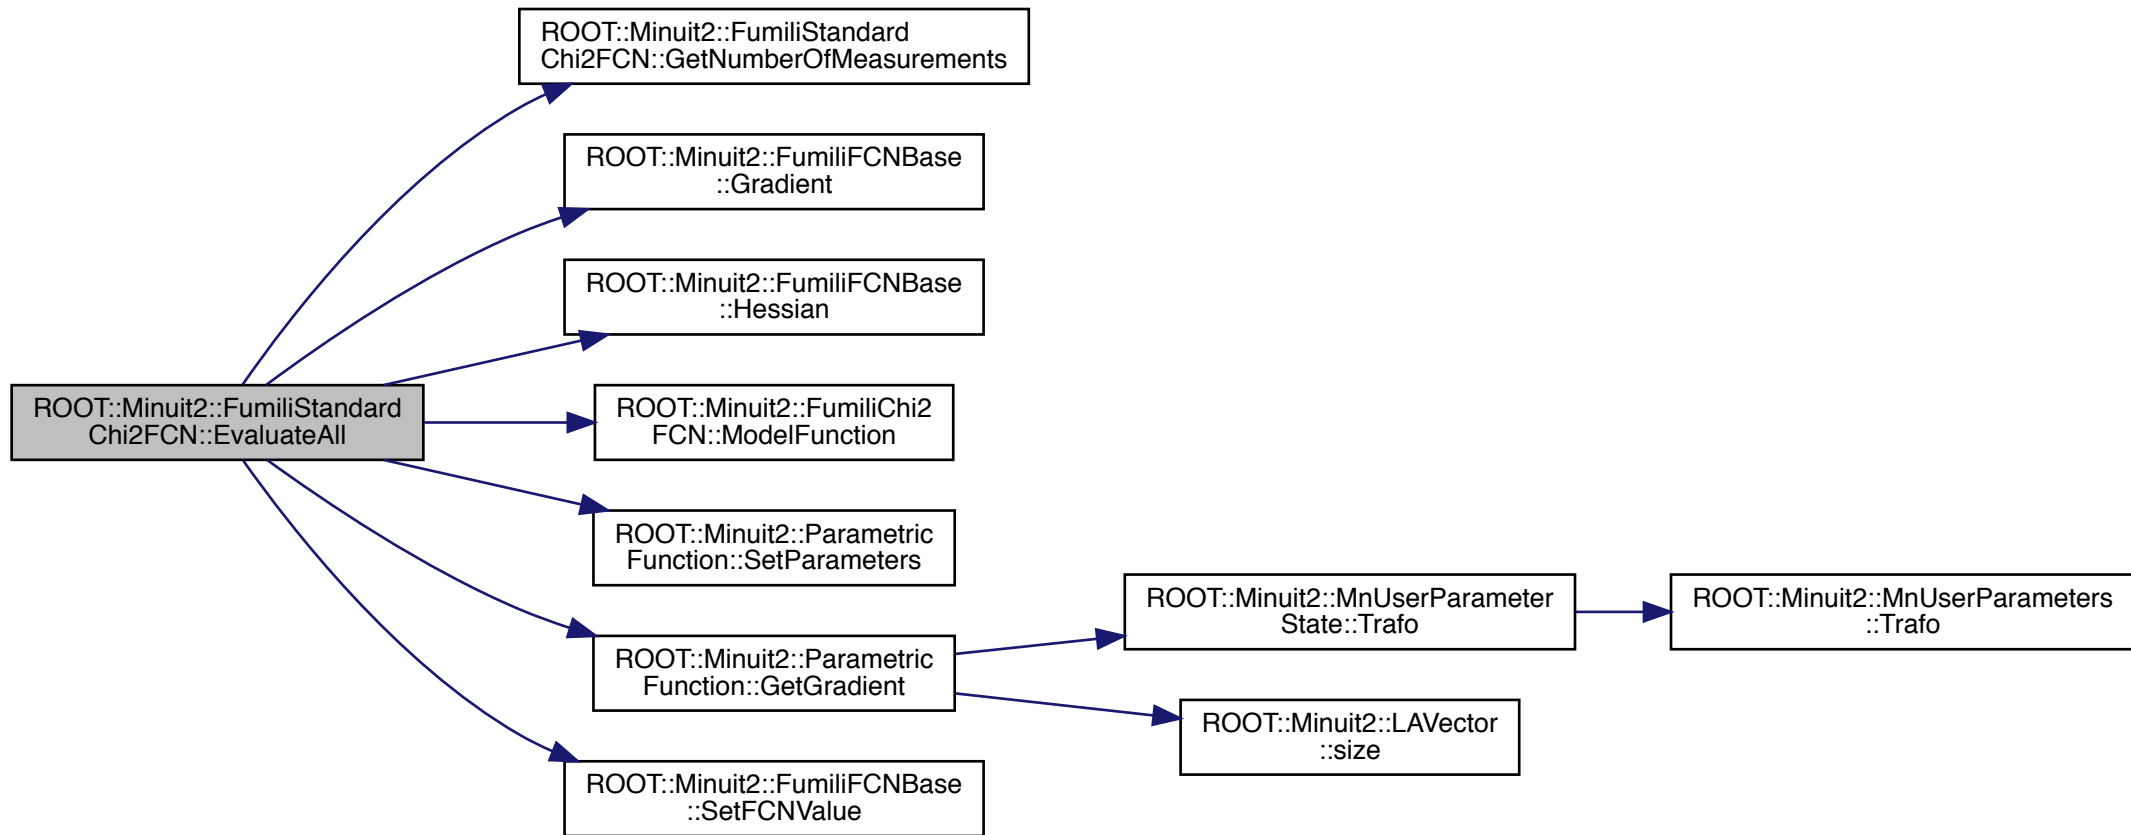 ROOT::Minuit2::FumiliStandard
Chi2FCN::GetNumberOfMeasurements
ROOT::Minuit2::FumiliFCNBase
::Gradient
ROOT::Minuit2::FumiliFCNBase
::Hessian
ROOT::Minuit2::FumiliStandard
Chi2FCN::EvaluateAll
ROOT::Minuit2::FumiliChi2
FCN::ModelFunction
ROOT::Minuit2::Parametric
Function::SetParameters
ROOT::Minuit2::Parametric
Function::GetGradient
ROOT::Minuit2::MnUserParameter
State::Trafo
ROOT::Minuit2::MnUserParameters
::Trafo
ROOT::Minuit2::LAVector
::size
ROOT::Minuit2::FumiliFCNBase
::SetFCNValue